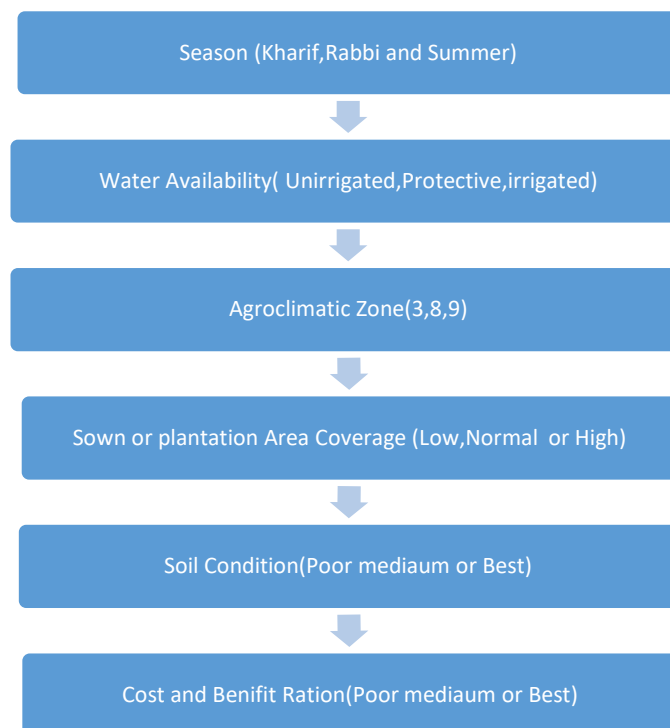 Season (Kharif,Rabbi and Summer)
Water Availability( Unirrigated,Protective,irrigated)
Agroclimatic Zone(3,8,9)
Sown or plantation Area Coverage (Low,Normal or High)
Soil Condition(Poor mediaum or Best)
Cost and Benifit Ration(Poor mediaum or Best)